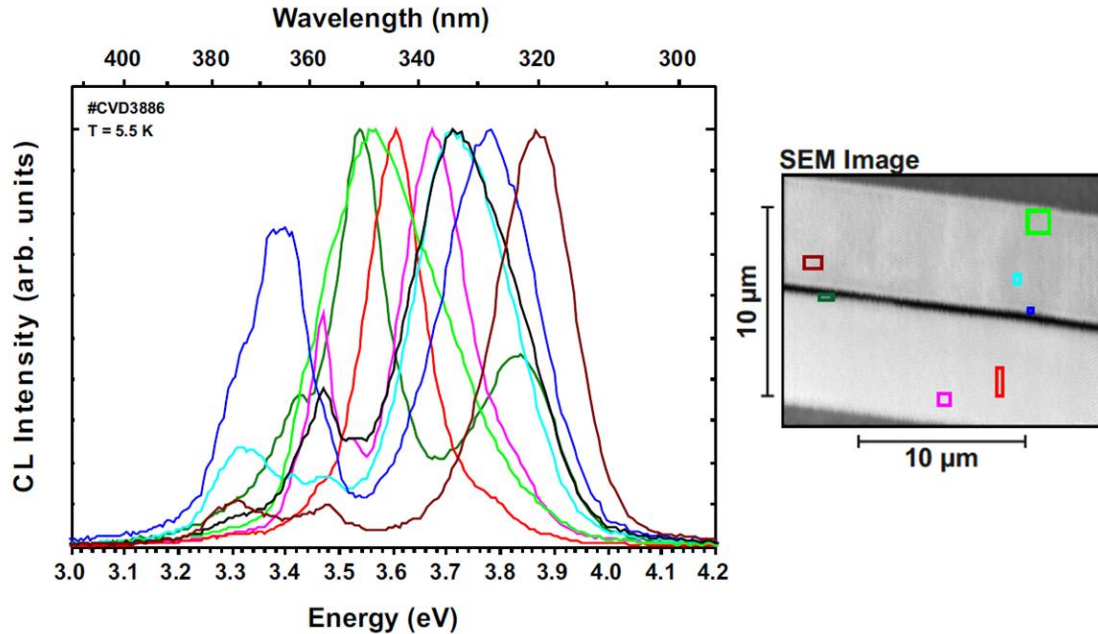 Wavelength (nm)
400 380 360 340 320 300
#CVD3886
T = 5.5 K
CL Intensity (arb. units)
3.0 3.1 3.2 3.3 3.4 3.5 3.6 3.7 3.8 3.9 4.0 4.1 4.2
Energy (eV)
SEM Image
10 µm
10 µm